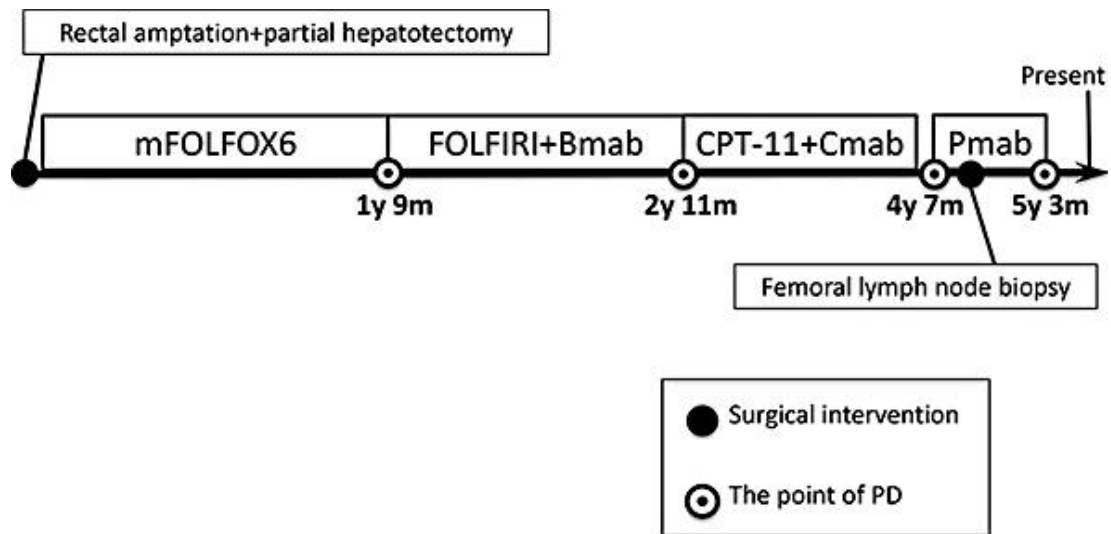 Rectal amptation+partial hepatotectomy
Present
mFOLFOX6
FOLFIRI+Bmab
CPT-11+Cmab
Pmab
1y 9m
2y 11m
4y 7m
5y 3m
Femoral lymph node biopsy
Surgical intervention
The point of PD